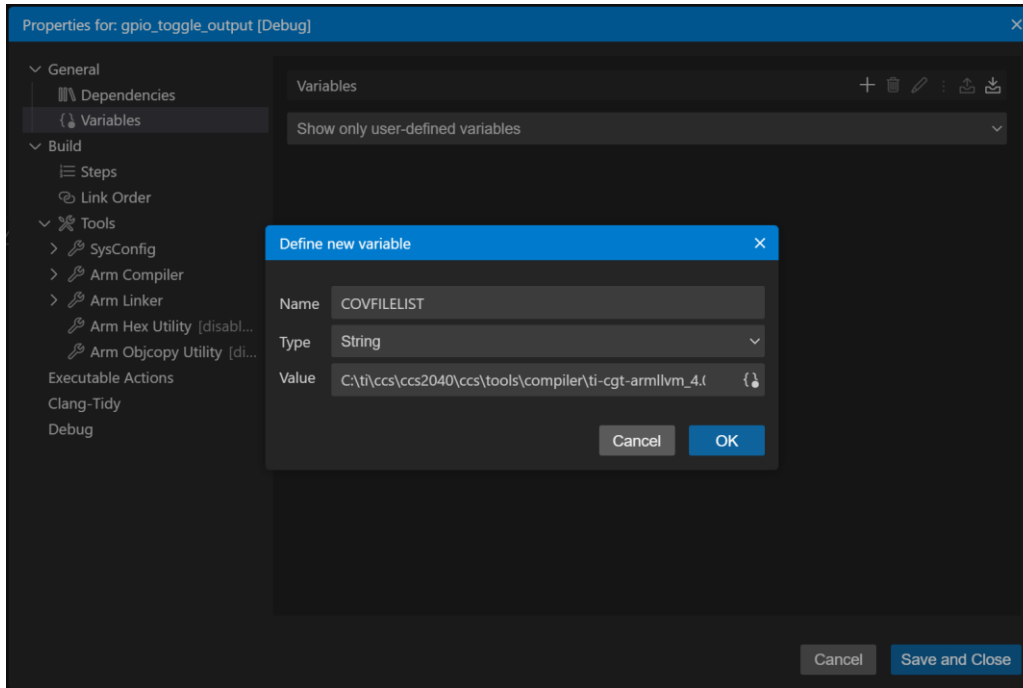 Properties for: gpio_toggle_output [Debug]
General
Dependencies
Variables
Build
Steps
Link Order
Tools
SysConfig
Arm Compiler
Arm Linker
Arm Hex Utility [disabl...
Arm Objcopy Utility [di...
Executable Actions
Clang-Tidy
Debug
Variables
Show only user-defined variables
Define new variable
Name COVFILELIST
Type String
Value C:\ti\ccs\ccs2040\ccs\tools\compiler\ti-cgt-armllvm_4.0
Cancel OK
Cancel Save and Close